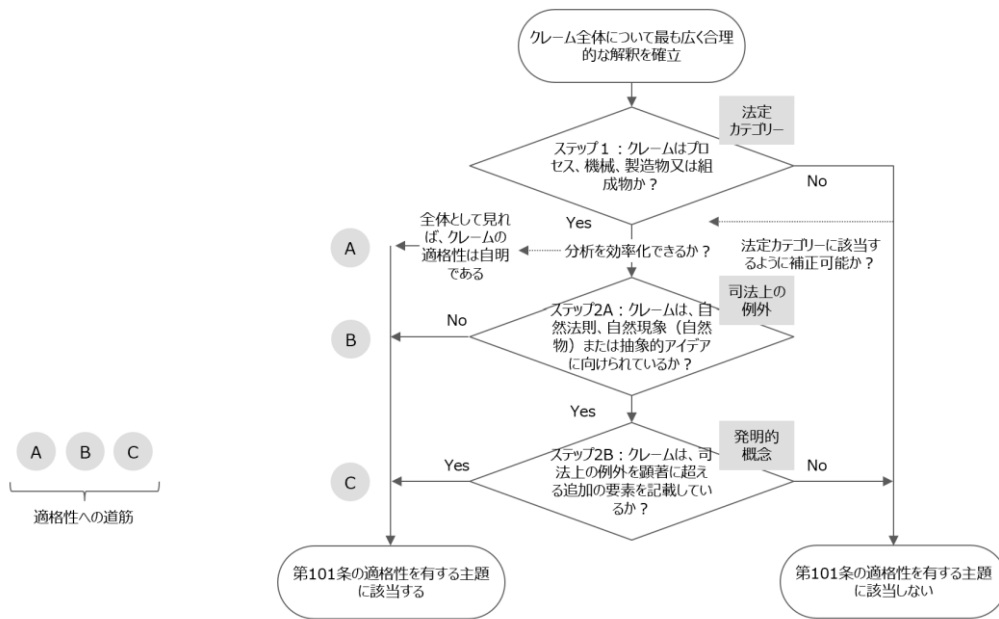 クレーム全体について最も広く合理
的な解釈を確立
法定
カテゴリー
ステップ1：クレームはプロ
セス、機械、製造物又は組
成物か？
No
Yes
全体として見れ
ば、クレームの
適格性は自明
である
A
分析を効率化できるか？
法定カテゴリーに該当す
るように補正可能か？
司法上の
例外
ステップ2A：クレームは、自
然法則、自然現象（自然
物）または抽象的アイデア
に向けられているか？
No
B
Yes
発明的
概念
ステップ2B：クレームは、司
法上の例外を顕著に超え
る追加の要素を記載してい
るか？
Yes
No
C
A B C
適格性への道筋
第101条の適格性を有する主題
に該当する
第101条の適格性を有する主題
に該当しない